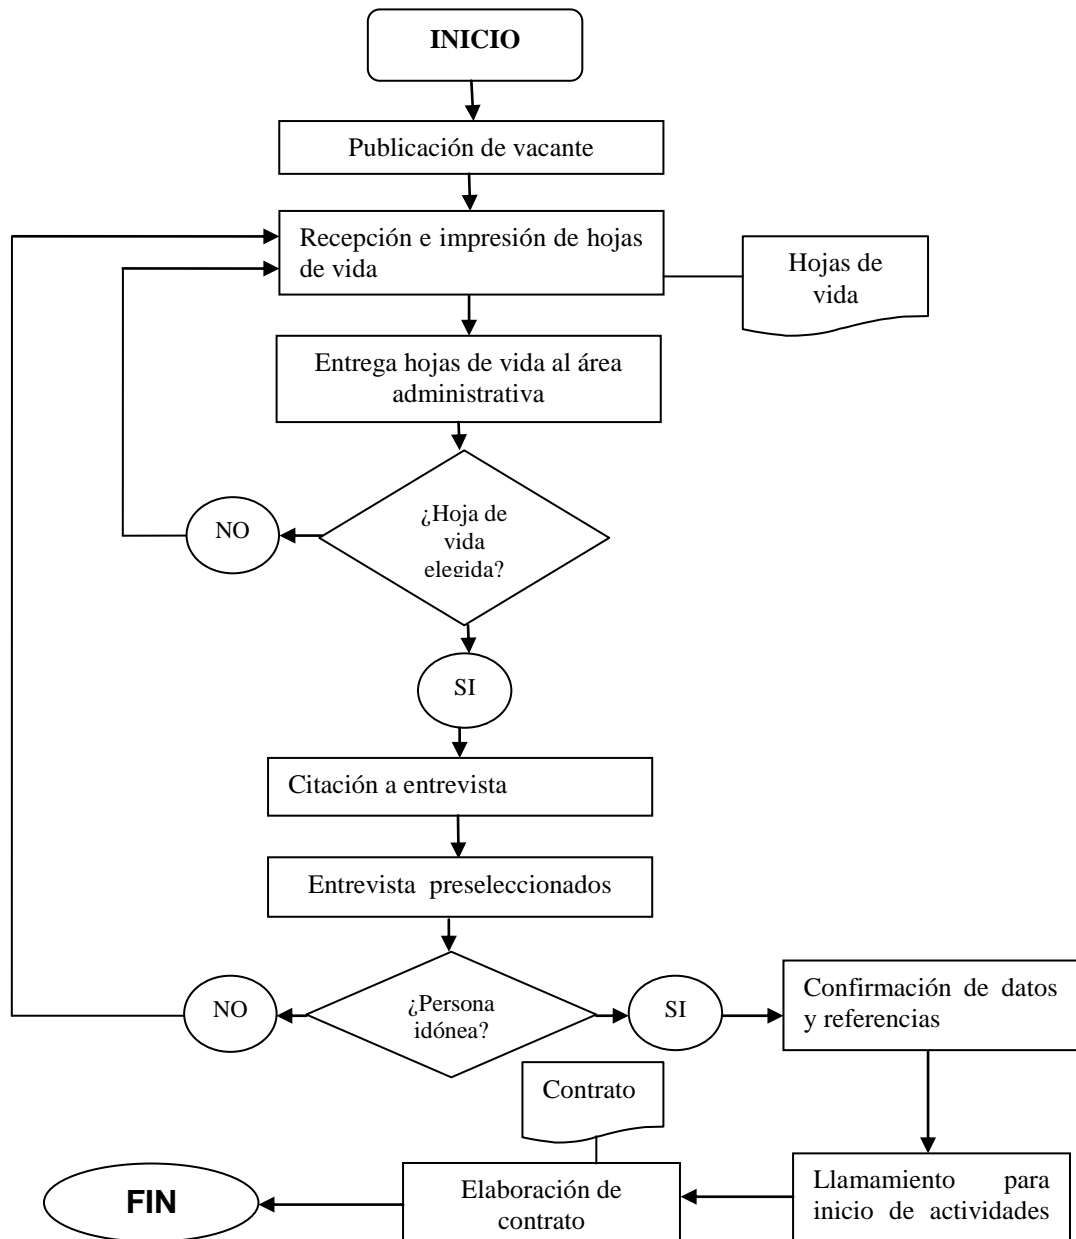 INICIO
Publicación de vacante
Recepción e impresión de hojas
de vida
Hojas de
vida
Entrega hojas de vida al área
administrativa
¿Hoja de
vida
elegida?
NO
SI
Citación a entrevista
Entrevista preseleccionados
¿Persona
idónea?
NO
SI
Confirmación de datos
y referencias
Contrato
Llamamiento para
inicio de actividades
Elaboración de
contrato
FIN